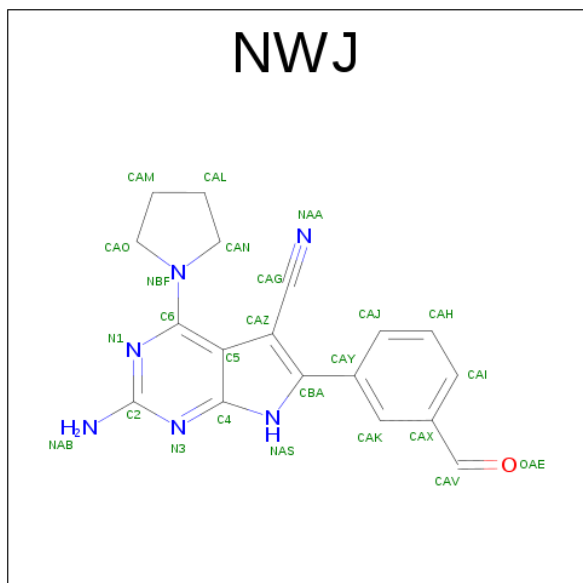 NWJ
CAM CAL
NAA
N
CAO CAN
N
NBF CAG
C6 CAZ CAJ CAH
N1 N C5 CAY CAI
CBA
C2 C4
H2N N N
H CAK CAX
NAB N3 NAS
O OAE
CAV